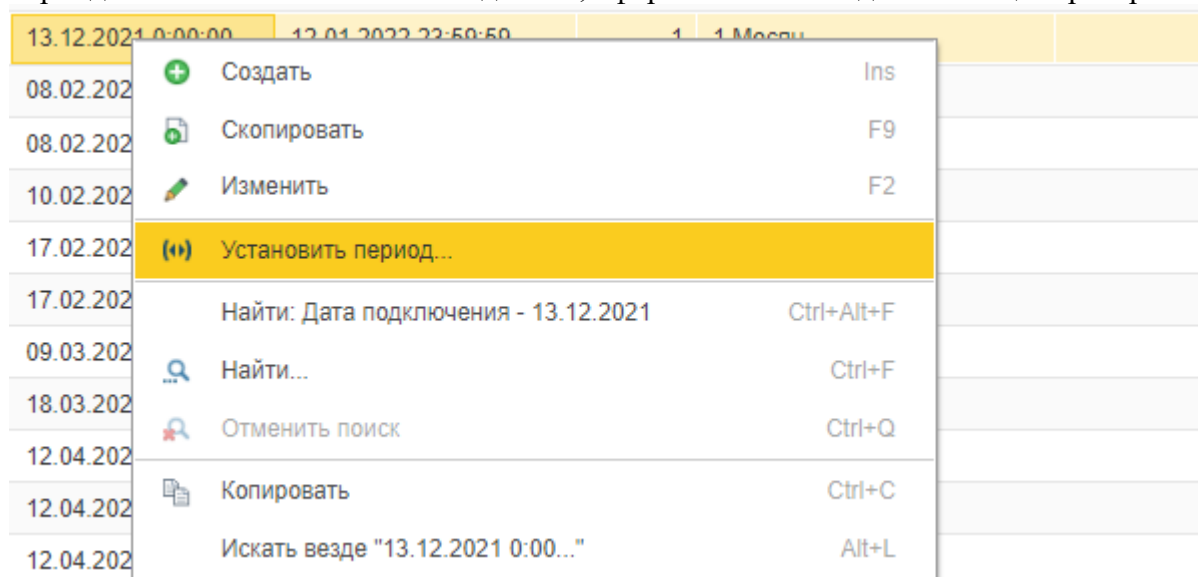 13.12.2021 0:00:00 12.01.2022 23:59:59 1 1 Месяц
Создать Ins
08.02.202
Скопировать F9
08.02.202
Изменить F2
10.02.202
17.02.202 Установить период...
17.02.202
Найти: Дата подключения - 13.12.2021 Ctrl+Alt+F
09.03.202
Найти... Ctrl+F
18.03.202
Отменить поиск Ctrl+Q
12.04.202
Копировать Ctrl+C
12.04.202
Искать везде "13.12.2021 0:00..." Alt+L
12.04.202